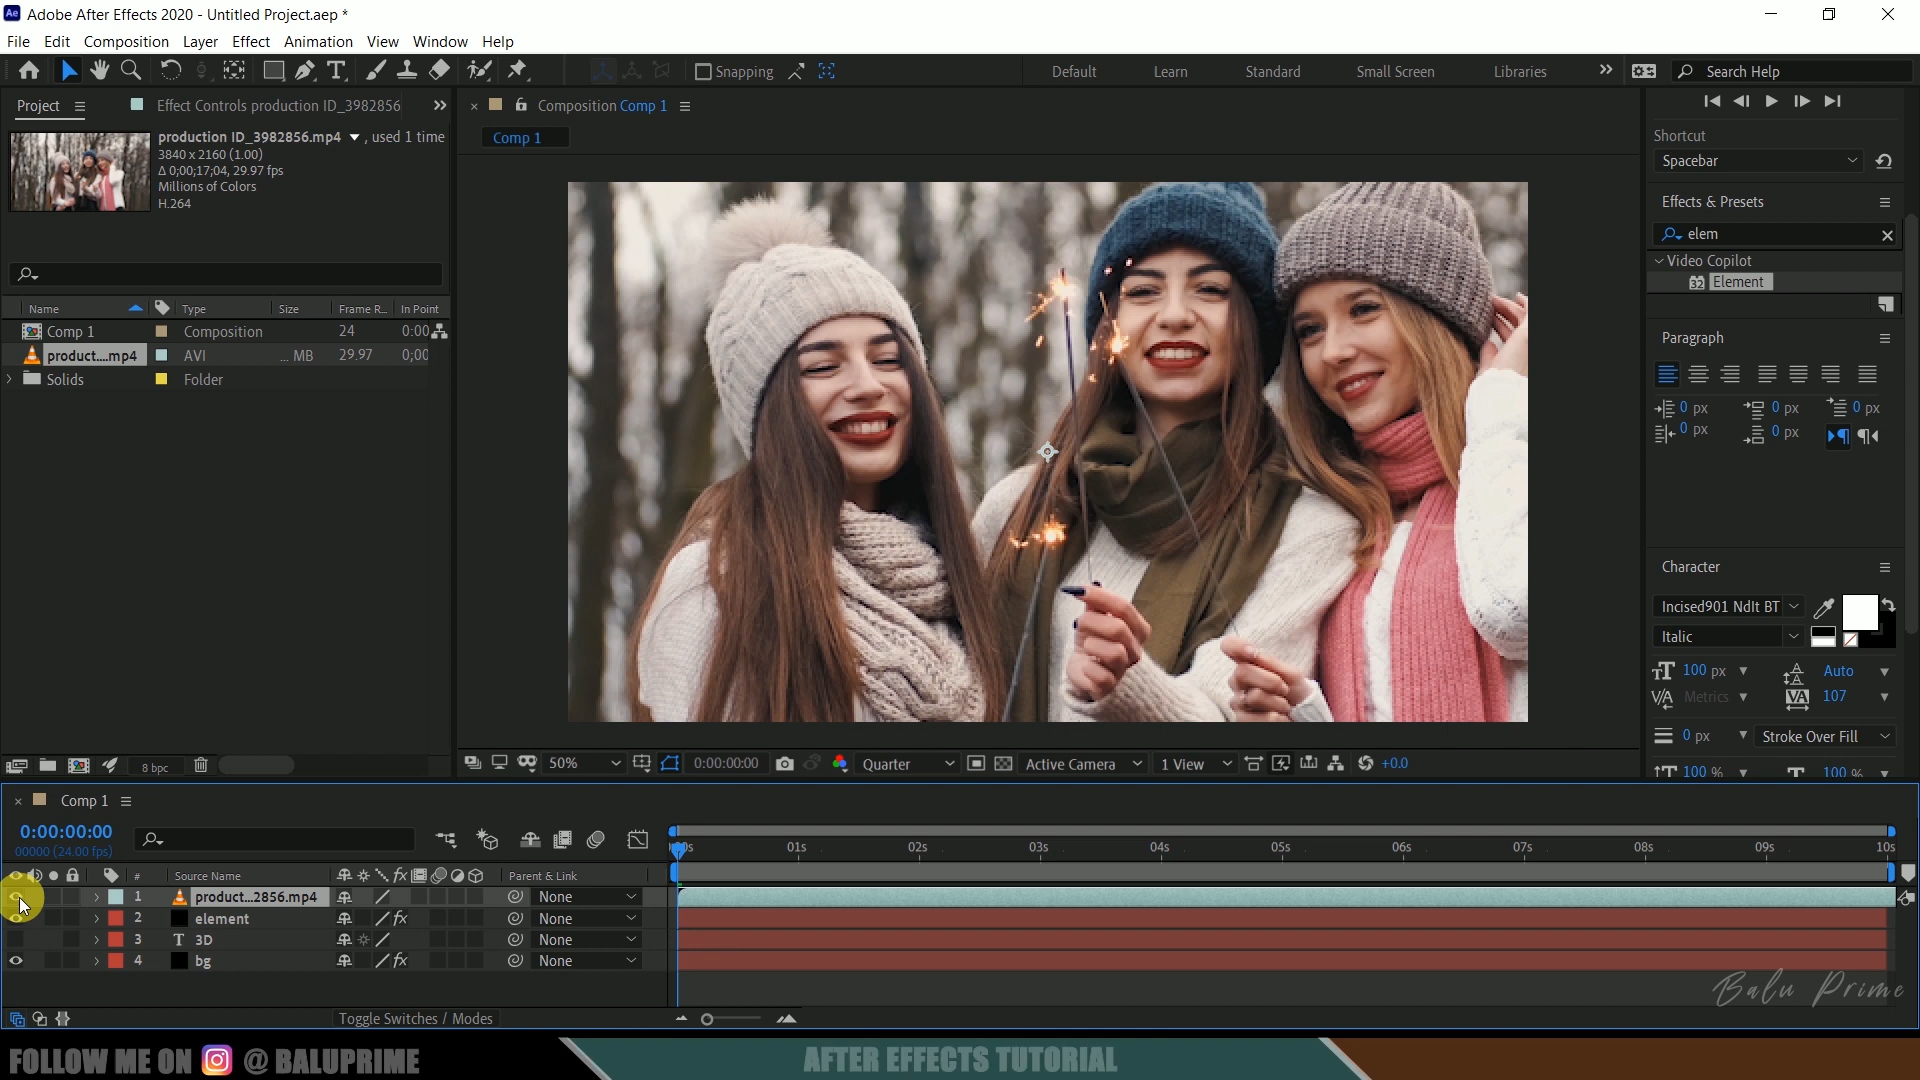 Ae Adobe After Effects 2020 - Untitled Project.aep *
File Edit Composition Layer Effect Animation View Window Help
Snapping
Default Learn Standard Small Screen Libraries
Search Help
Project
Effect Controls production ID_3982856
Composition Comp 1
Comp 1
production ID_3982856.mp4 , used 1 time
3840 x 2160 (1.00)
Δ 0;00;17;04, 29.97 fps
Millions of Colors
H.264
Name Type Size Frame R... In Point
Comp 1 Composition 24 0:00
product....mp4 AVI ... MB 29.97 0;00
Solids Folder
8 bpc
50% 0:00:00:00 Quarter Active Camera 1 View +0.0
Shortcut
Spacebar
Effects & Presets
elem
Video Copilot
32 Element
Paragraph
0 px 0 px 0 px
0 px 0 px
Character
Incised901 NdIt BT
Italic
100 px Auto
Metrics 107
0 px Stroke Over Fill
100 % 100 %
Comp 1
0:00:00:00
00000 (24.00 fps)
01s 02s 03s 04s 05s 06s 07s 08s 09s 10s
# Source Name Parent & Link
1 product...2856.mp4 None
2 element None
3 T 3D None
4 bg None
Toggle Switches / Modes
Balu Prime
FOLLOW ME ON @ BALUPRIME
AFTER EFFECTS TUTORIAL